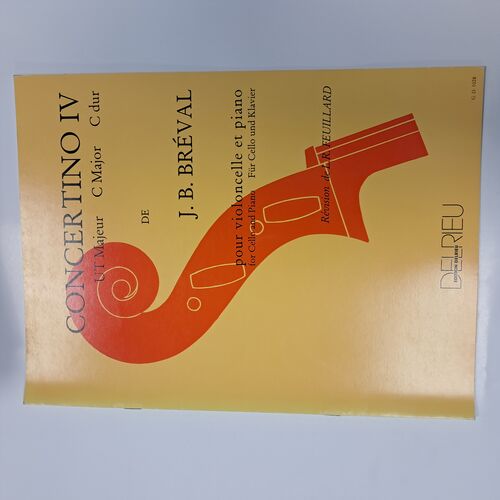 CONCERTINO IV
UT Majeur C Major C dur
DE
J. B. BRÉVAL
pour violoncelle et piano
for Cello and Piano Für Cello und Klavier
Révision de L.R. FEUILLARD
DELRIEU
G D 1028